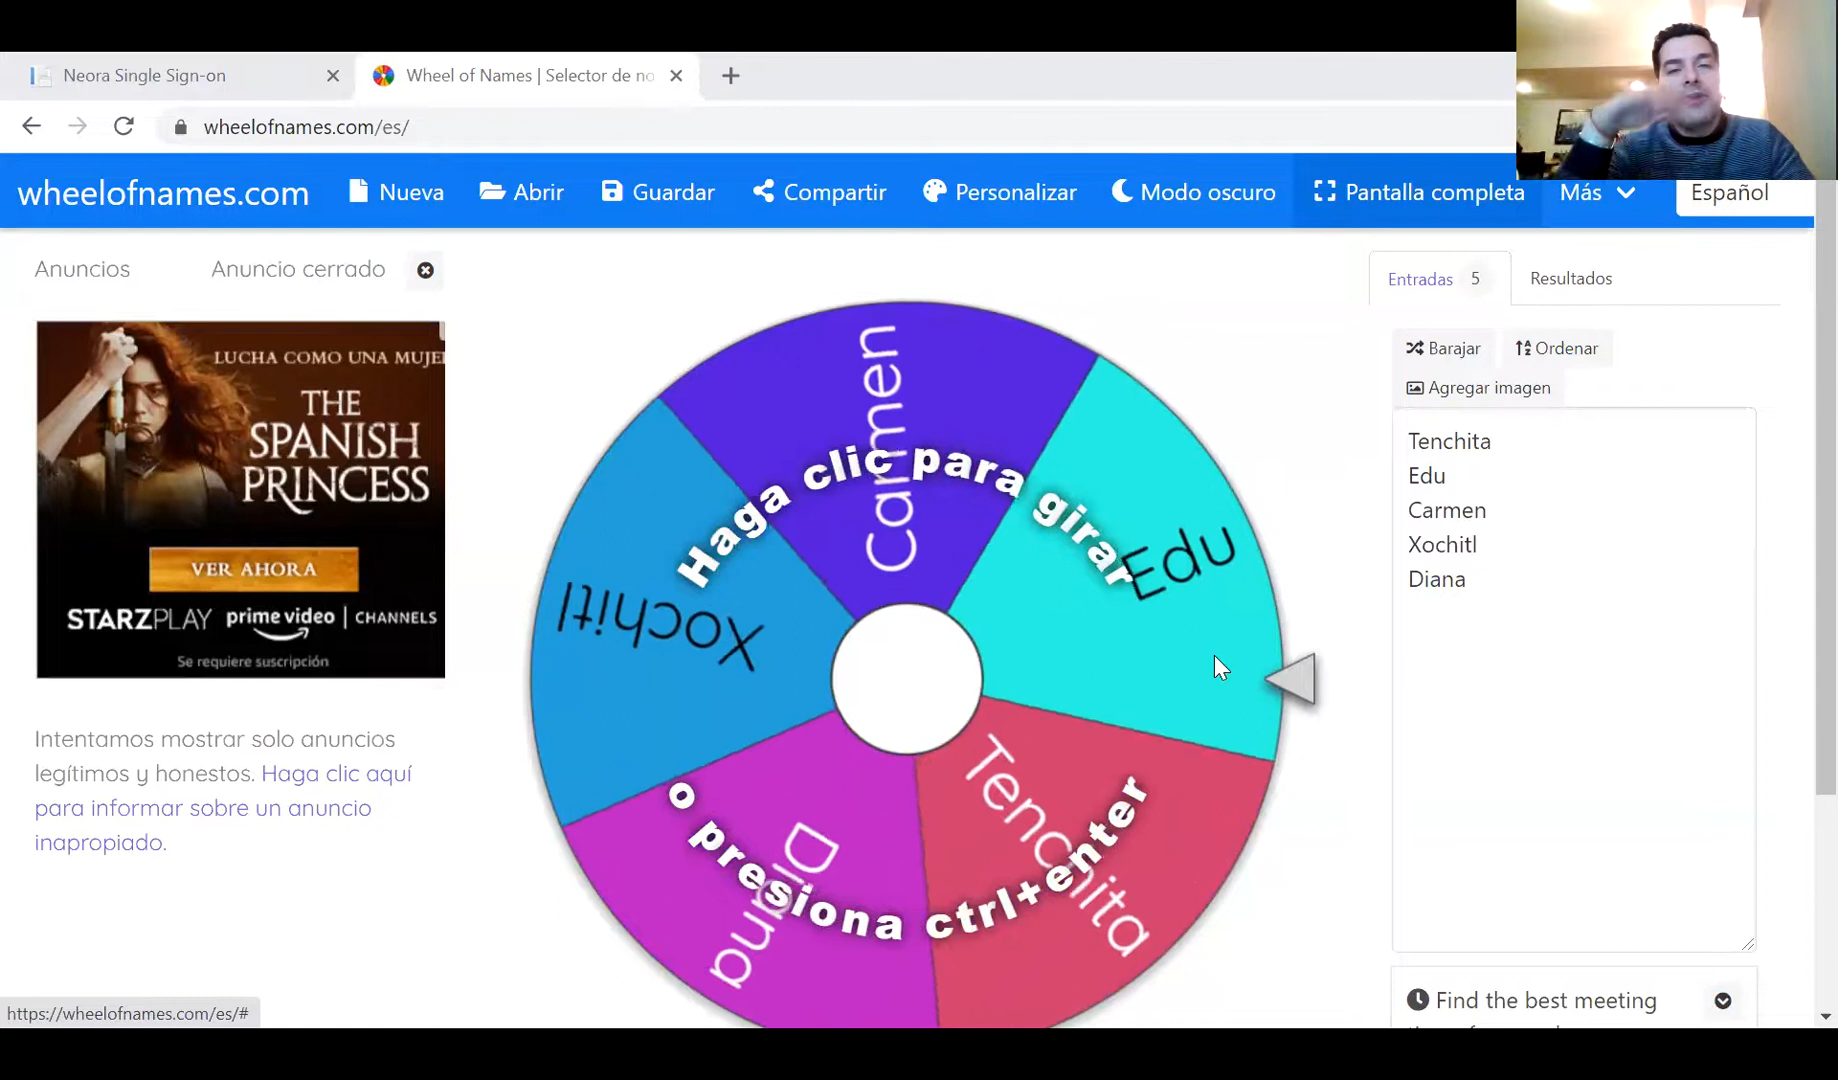 Neora Single Sign-on
Wheel of Names | Selector de no
wheelofnames.com/es/
wheelofnames.com
Nueva
Abrir
Guardar
Compartir
Personalizar
Modo oscuro
Pantalla completa
Más
Español
Anuncios
Anuncio cerrado
LUCHA COMO UNA MUJE
THE
SPANISH
PRINCESS
VER AHORA
STARZPLAY prime video | CHANNELS
Se requiere suscripción
Intentamos mostrar solo anuncios
legítimos y honestos. Haga clic aquí
para informar sobre un anuncio
inapropiado.
Haga clic para girar
o presiona ctrl+enter
Carmen
Edu
Tenchita
Diana
Xochitl
Entradas 5
Resultados
Barajar
Ordenar
Agregar imagen
Tenchita
Edu
Carmen
Xochitl
Diana
Find the best meeting
https://wheelofnames.com/es/#